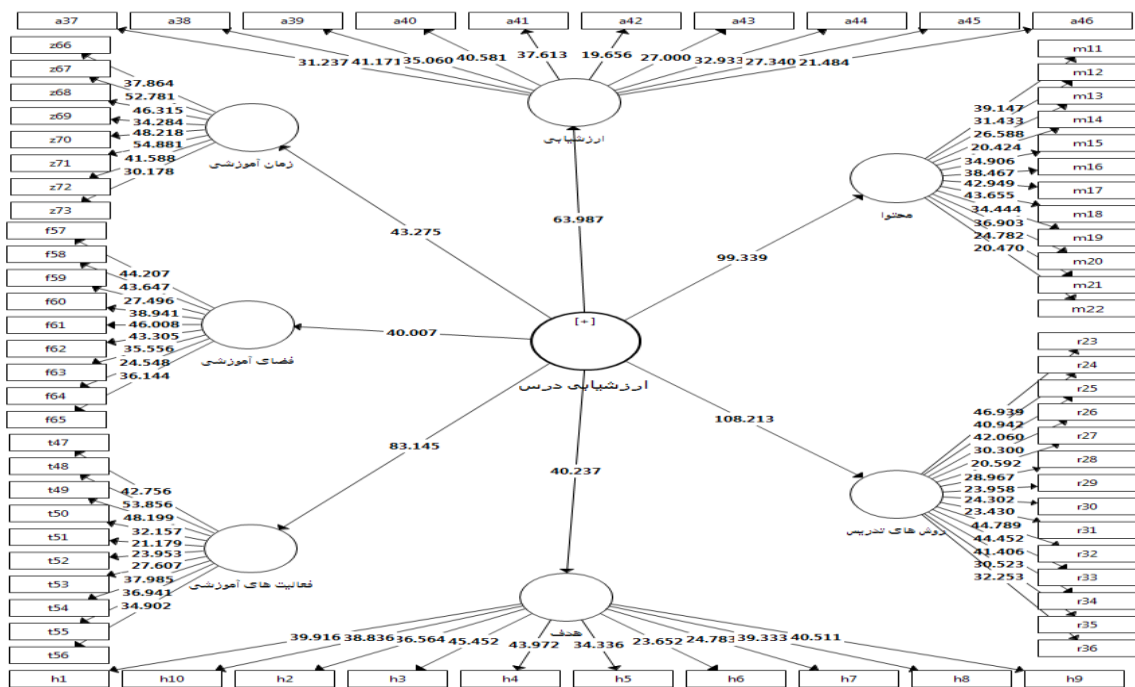 a37 a38 a39 a40 a41 a42 a43 a44 a45 a46
31.237 41.171 35.060 40.581 37.613 19.656 27.000 32.933 27.340 21.484
ارزشیابی
z66
z67
z68
z69
z70
z71
z72
z73
37.864
52.781
46.315
34.284
48.218
54.881
41.588
30.178
زمان آموزشی
m11
m12
m13
m14
m15
m16
m17
m18
m19
m20
m21
m22
39.147
31.433
26.588
20.424
34.906
38.467
42.949
43.655
34.444
36.903
24.782
20.470
محتوا
43.275
63.987
99.339
f57
f58
f59
f60
f61
f62
f63
f64
f65
44.207
43.647
27.496
38.941
46.008
43.305
35.556
24.548
36.144
فضای آموزشی
40.007
[+]
ارزشیابی درس
83.145
40.237
108.213
r23
r24
r25
r26
r27
r28
r29
r30
r31
r32
r33
r34
r35
r36
46.939
40.942
42.060
30.300
20.592
28.967
23.958
24.302
23.430
44.789
44.452
41.406
30.523
32.253
روش های تدریس
t47
t48
t49
t50
t51
t52
t53
t54
t55
t56
42.756
53.856
48.199
32.157
21.179
23.953
27.607
37.985
36.941
34.902
فعالیت های آموزشی
هدف
39.916 38.836 36.564 45.452 43.972 34.336 23.652 24.783 39.333 40.511
h1 h10 h2 h3 h4 h5 h6 h7 h8 h9